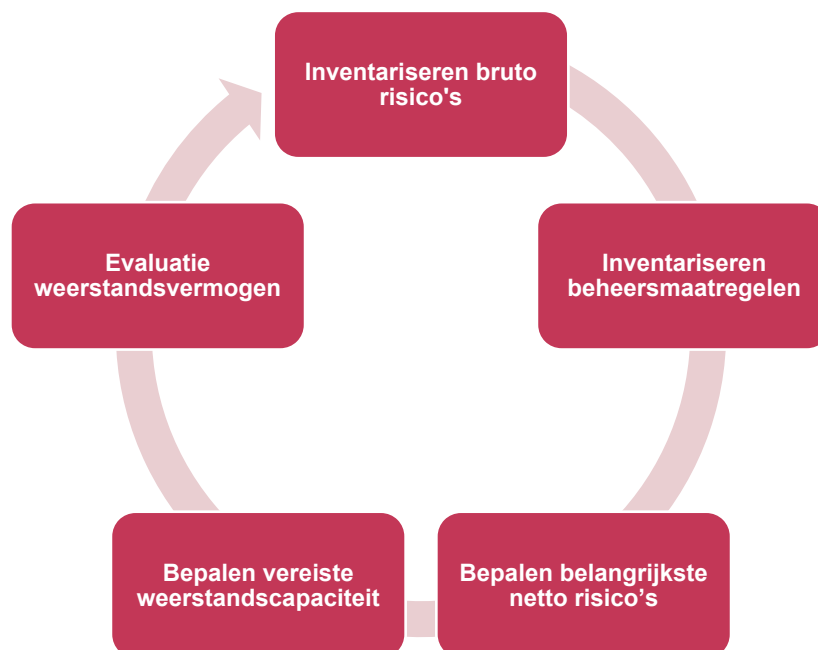 Inventariseren bruto
risico's
Inventariseren
beheersmaatregelen
Bepalen belangrijkste
netto risico’s
Bepalen vereiste
weerstandscapaciteit
Evaluatie
weerstandsvermogen